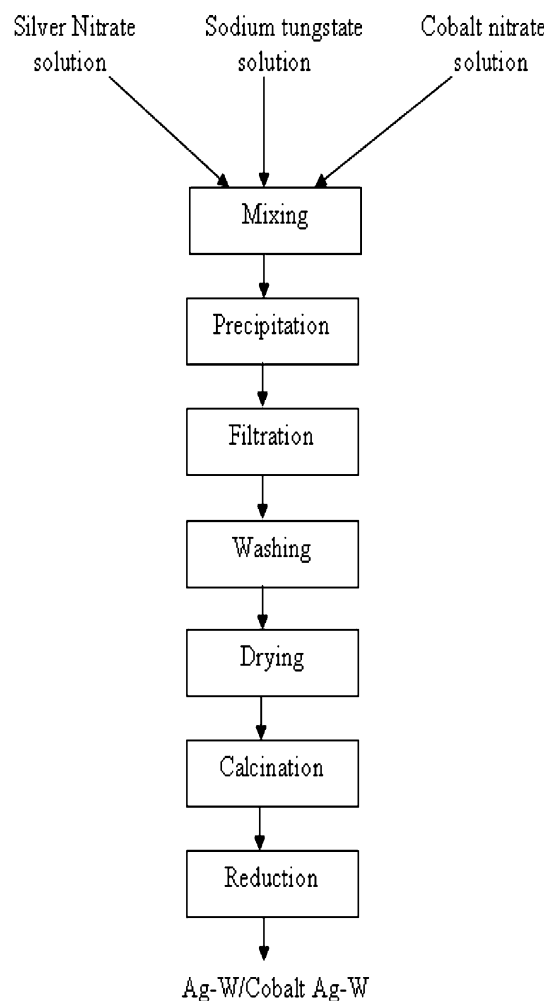 Silver Nitrate
solution
Sodium tungstate
solution
Cobalt nitrate
solution
Mixing
Precipitation
Filtration
Washing
Drying
Calcination
Reduction
Ag-W/Cobalt Ag-W